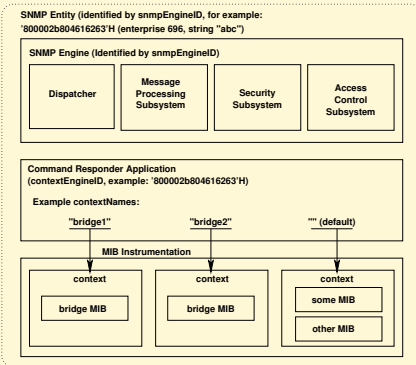 SNMP Entity (identified by snmpEngineID, for example:
'800002b804616263'H (enterprise 696, string "abc")
SNMP Engine (Identified by snmpEngineID)
Dispatcher
Message
Processing
Subsystem
Security
Subsystem
Access
Control
Subsystem
Command Responder Application
(contextEngineID, example: '800002b804616263'H)
Example contextNames:
"bridge1" "bridge2" "" (default)
MIB Instrumentation
context context context
bridge MIB bridge MIB some MIB
other MIB